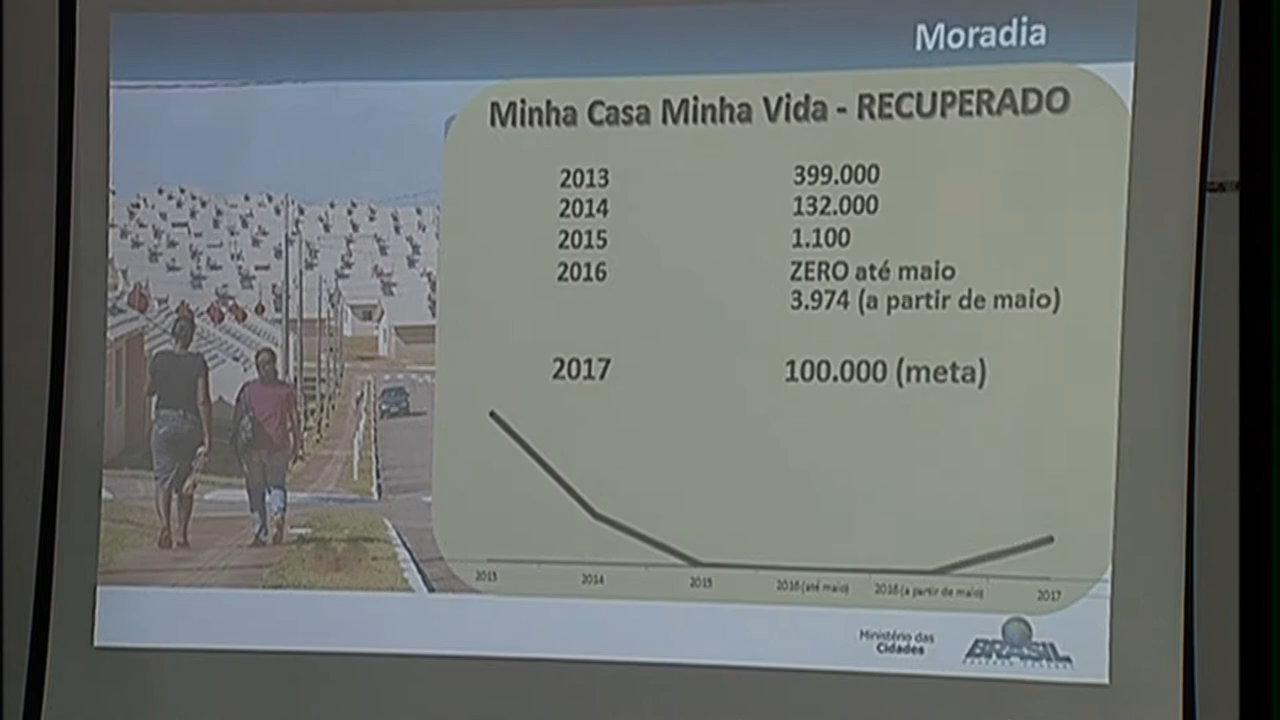 Moradia
Minha Casa Minha Vida - RECUPERADO
2013 399.000
2014 132.000
2015 1.100
2016 ZERO até maio
3.974 (a partir de maio)
2017 100.000 (meta)
2013 2014 2015 2016 (até maio) 2016 (a partir de maio) 2017
Ministério das
Cidades
BRASIL